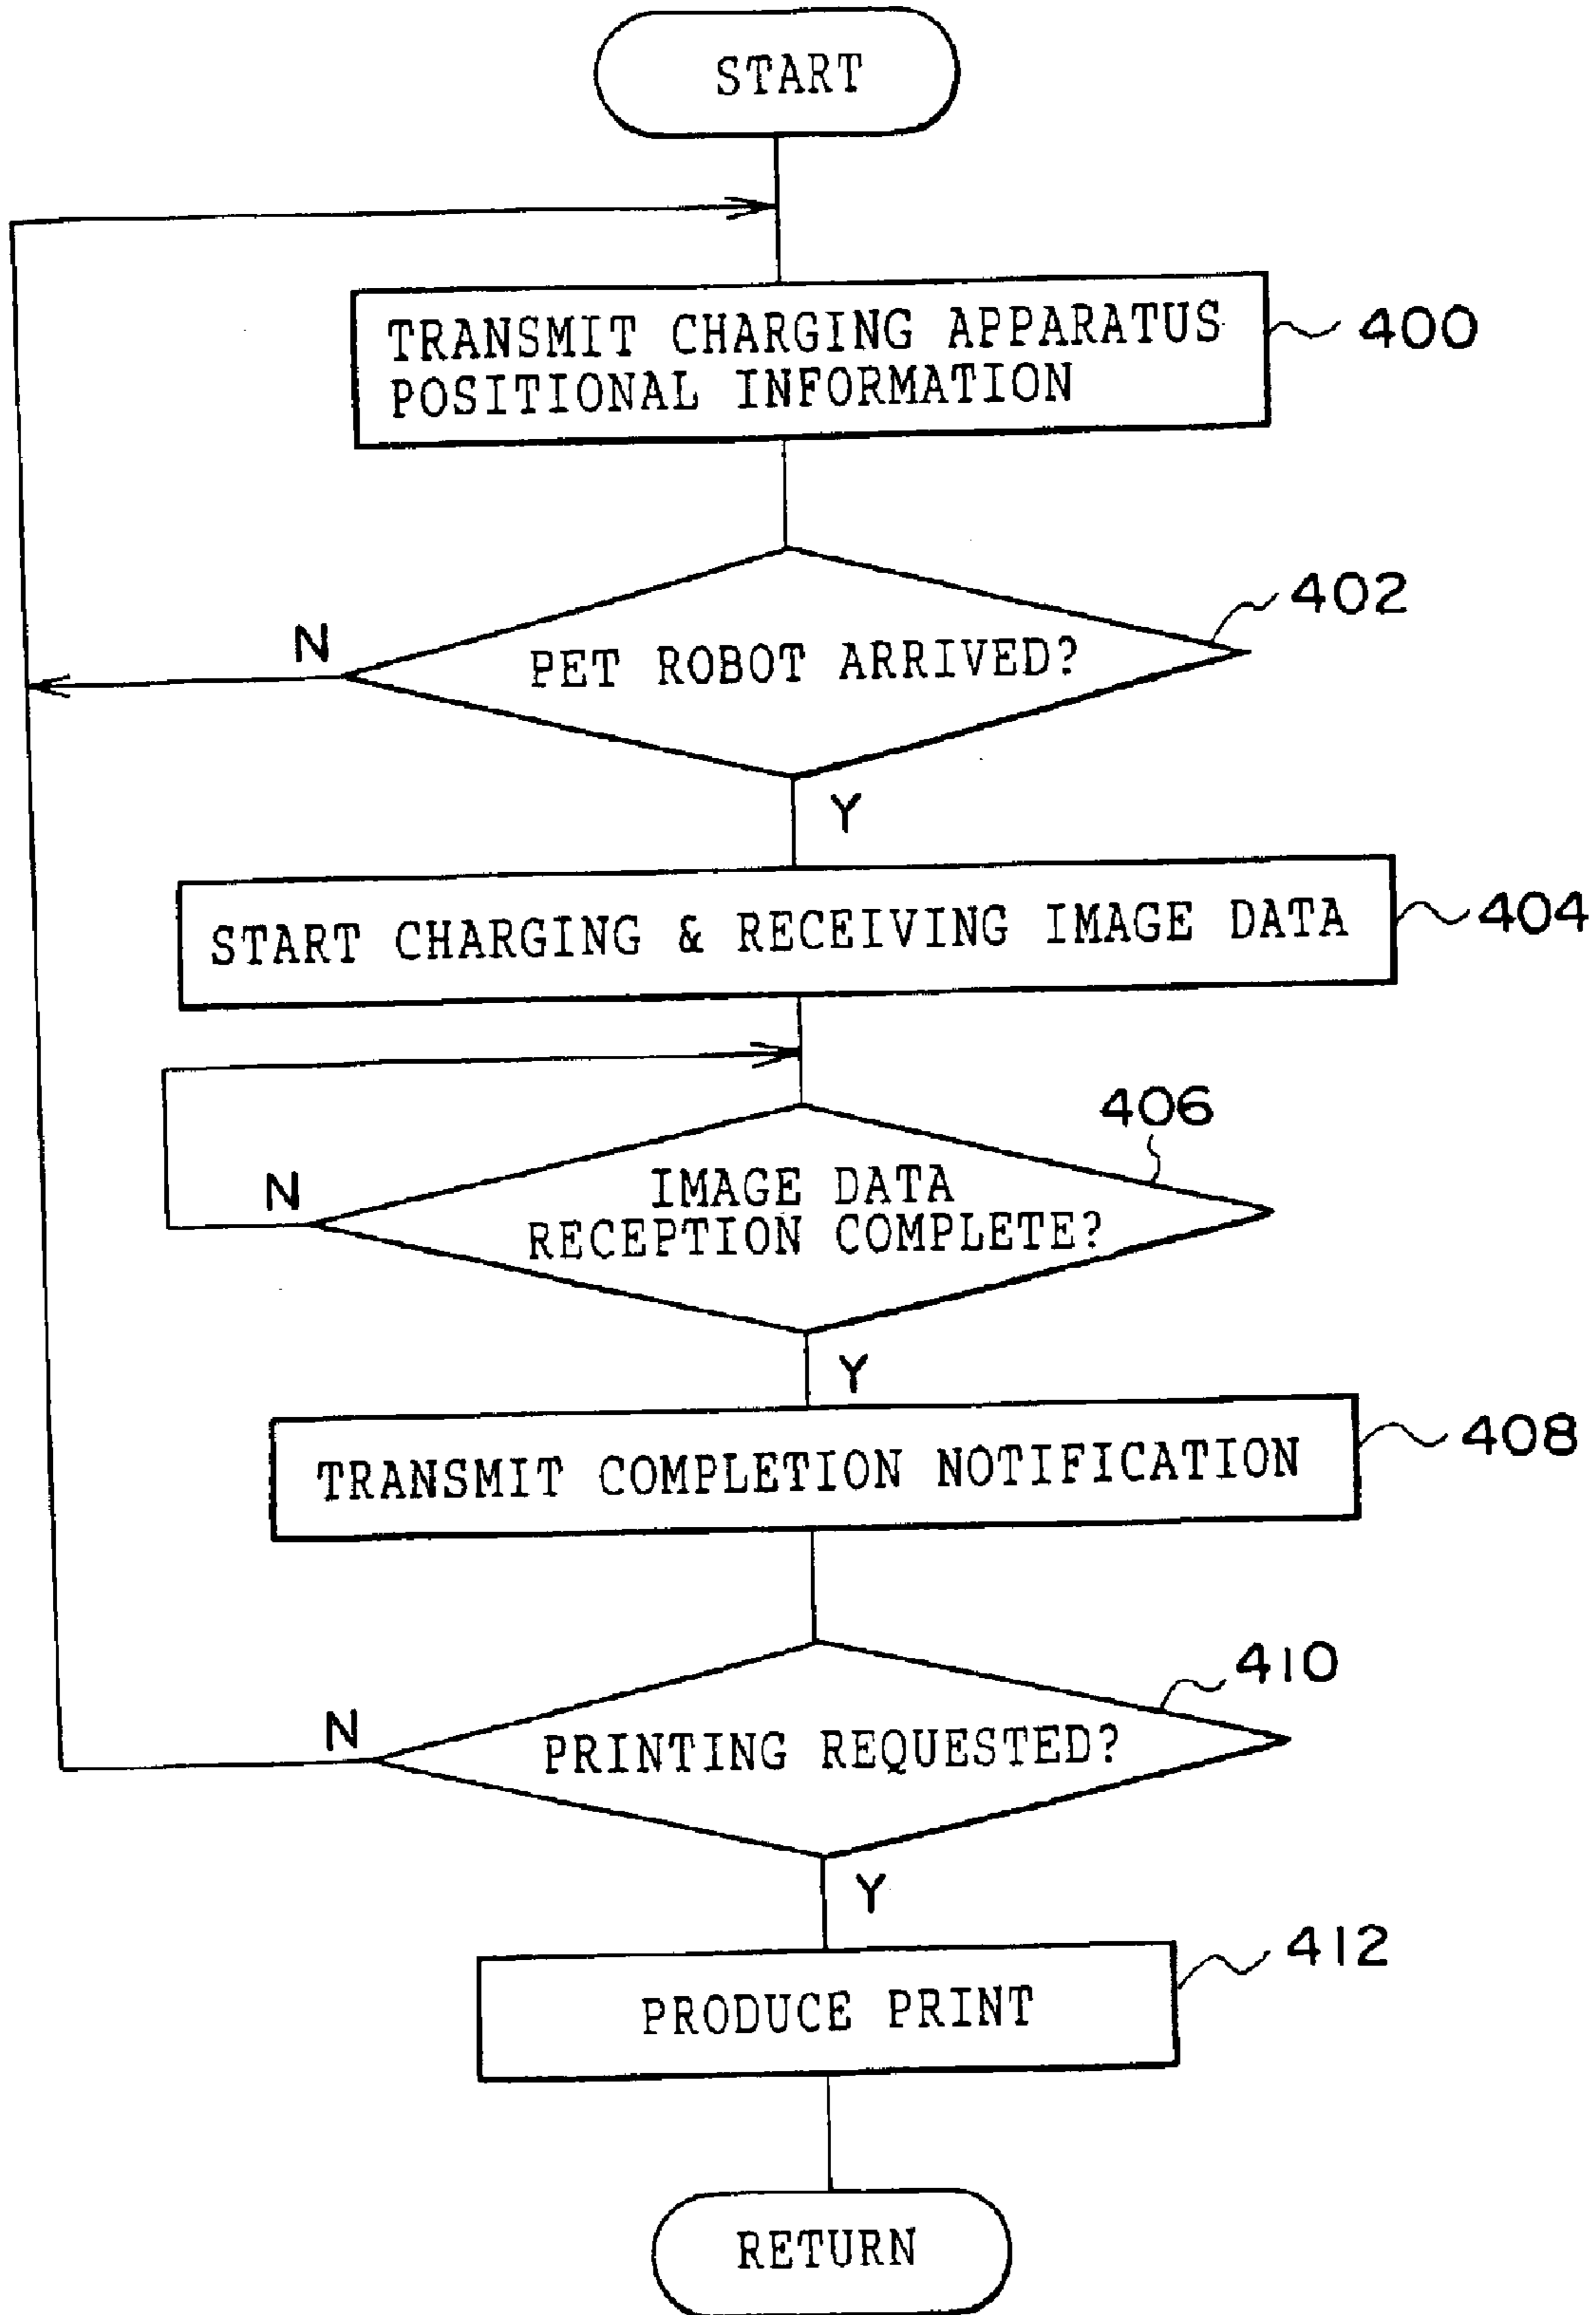 START
TRANSMIT CHARGING APPARATUS
POSITIONAL INFORMATION
400
402
N
PET ROBOT ARRIVED?
Y
START CHARGING & RECEIVING IMAGE DATA
404
406
N
IMAGE DATA
RECEPTION COMPLETE?
Y
TRANSMIT COMPLETION NOTIFICATION
408
410
N
PRINTING REQUESTED?
Y
412
PRODUCE PRINT
RETURN